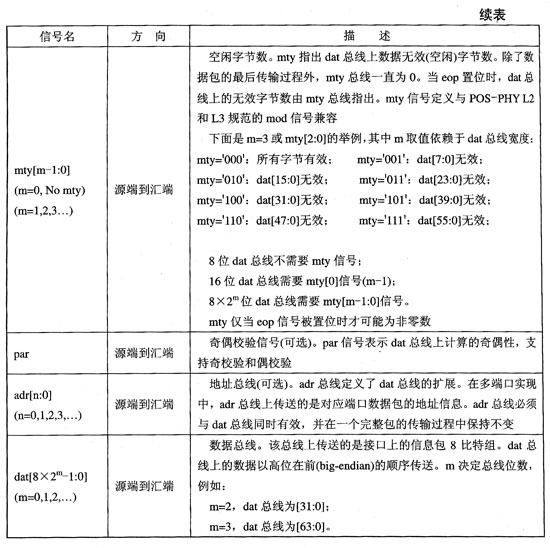 续表
信号名 方 向 描 述
空闲字节数。mty 指出 dat 总线上数据无效(空闲)字节数。除了数
据包的最后传输过程外，mty 总线一直为 0。当 eop 置位时，dat 总
线上的无效字节数由 mty 总线指出。mty 信号定义与 POS-PHY L2
和 L3 规范的 mod 信号兼容
下面是 m=3 或 mty[2:0]的举例，其中 m 取值依赖于 dat 总线宽度：
mty='000'：所有字节有效； mty='001'：dat[7:0]无效；
mty[m-1:0]
(m=0, No mty)
(m=1,2,3…)
源端到汇端
mty='010'：dat[15:0]无效； mty='011'：dat[23:0]无效；
mty='100'：dat[31:0]无效； mty='101'：dat[39:0]无效；
mty='110'：dat[47:0]无效； mty='111'：dat[55:0]无效；
8 位 dat 总线不需要 mty 信号；
16 位 dat 总线需要 mty[0]信号(m-1)；
8×2ᵐ位 dat 总线需要 mty[m-1:0]信号。
mty 仅当 eop 信号被置位时才可能为非零数
par 源端到汇端
奇偶校验信号(可选)。par 信号表示 dat 总线上计算的奇偶性，支
持奇校验和偶校验
adr[n:0]
(n=0,1,2,3,…)
源端到汇端
地址总线(可选)。adr 总线定义了 dat 总线的扩展。在多端口实现
中，adr 总线上传送的是对应端口数据包的地址信息。adr 总线必须
与 dat 总线同时有效，并在一个完整包的传输过程中保持不变
dat[8×2ᵐ-1:0]
(m=0,1,2,…)
源端到汇端
数据总线。该总线上传送的是接口上的信息包 8 比特组。dat 总
线上的数据以高位在前(big-endian)的顺序传送。m 决定总线位数，
例如：
m=2，dat 总线为[31:0]；
m=3，dat 总线为[63:0]。